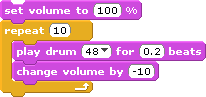 set volume to 100 %
repeat 10
play drum 48 for 0.2 beats
change volume by -10